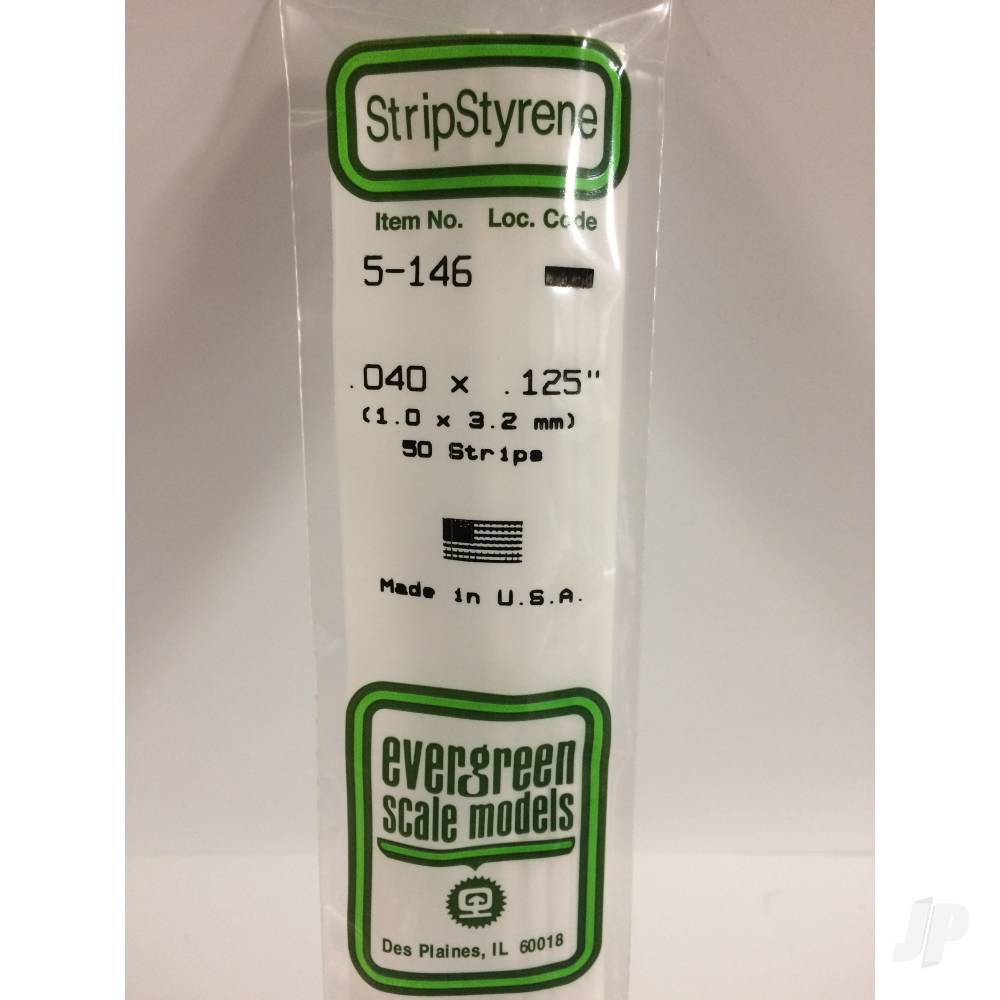 StripStyrene
Item No. Loc. Code
5-146
.040 x .125"
(1.0 x 3.2 mm)
50 Strips
Made in U.S.A.
evergreen
scale models
Des Plaines, IL 60018
JP